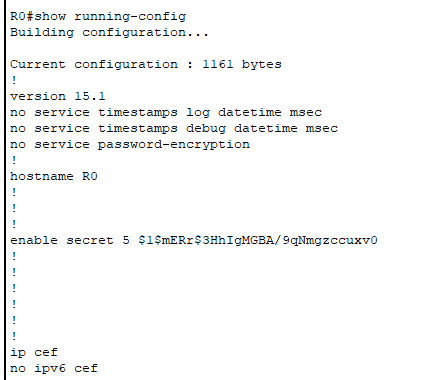 R0#show running-config
Building configuration...
Current configuration : 1161 bytes
!
version 15.1
no service timestamps log datetime msec
no service timestamps debug datetime msec
no service password-encryption
!
hostname R0
!
!
!
enable secret 5 $1$mERr$3HhIgMGBA/9qNmgzccuxv0
!
!
!
!
!
!
ip cef
no ipv6 cef